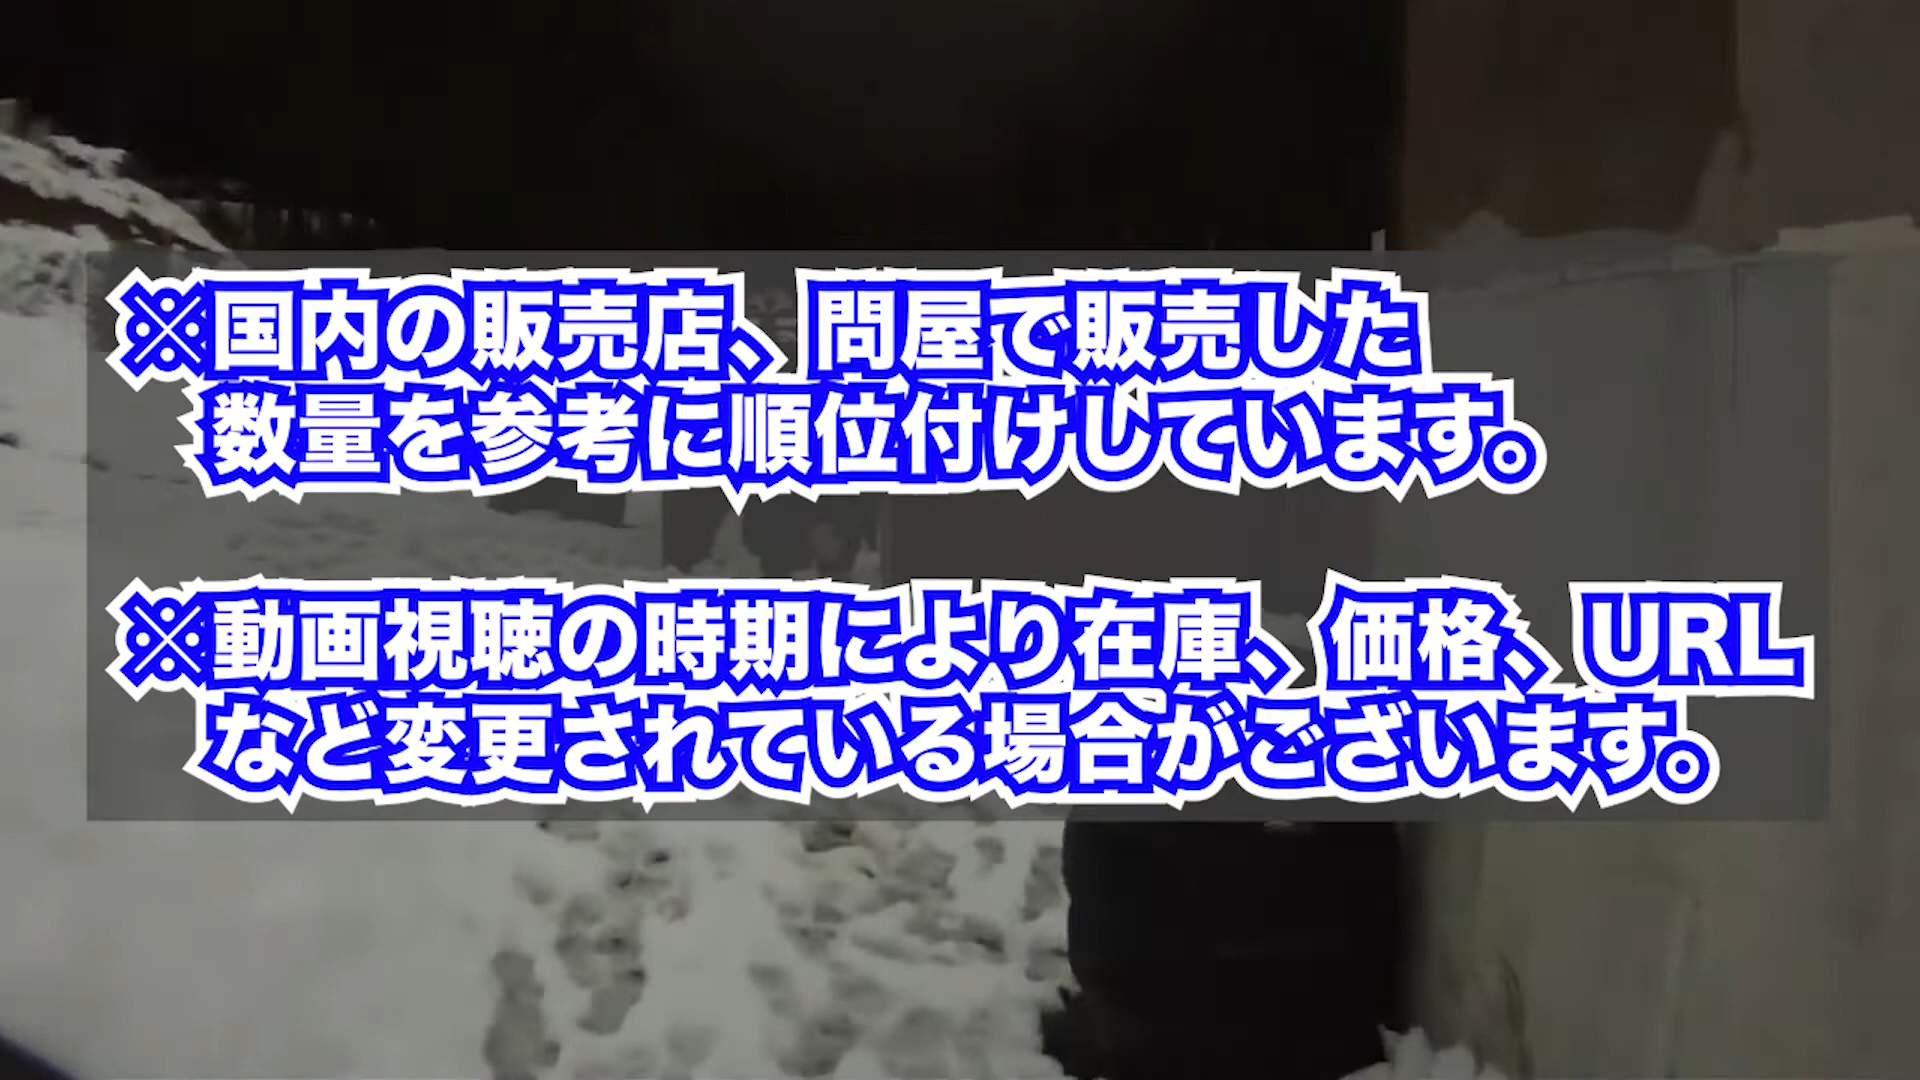 ※国内の販売店、問屋で販売した
数量を参考に順位付けしています。
※動画視聴の時期により在庫、価格、URL
など変更されている場合がございます。